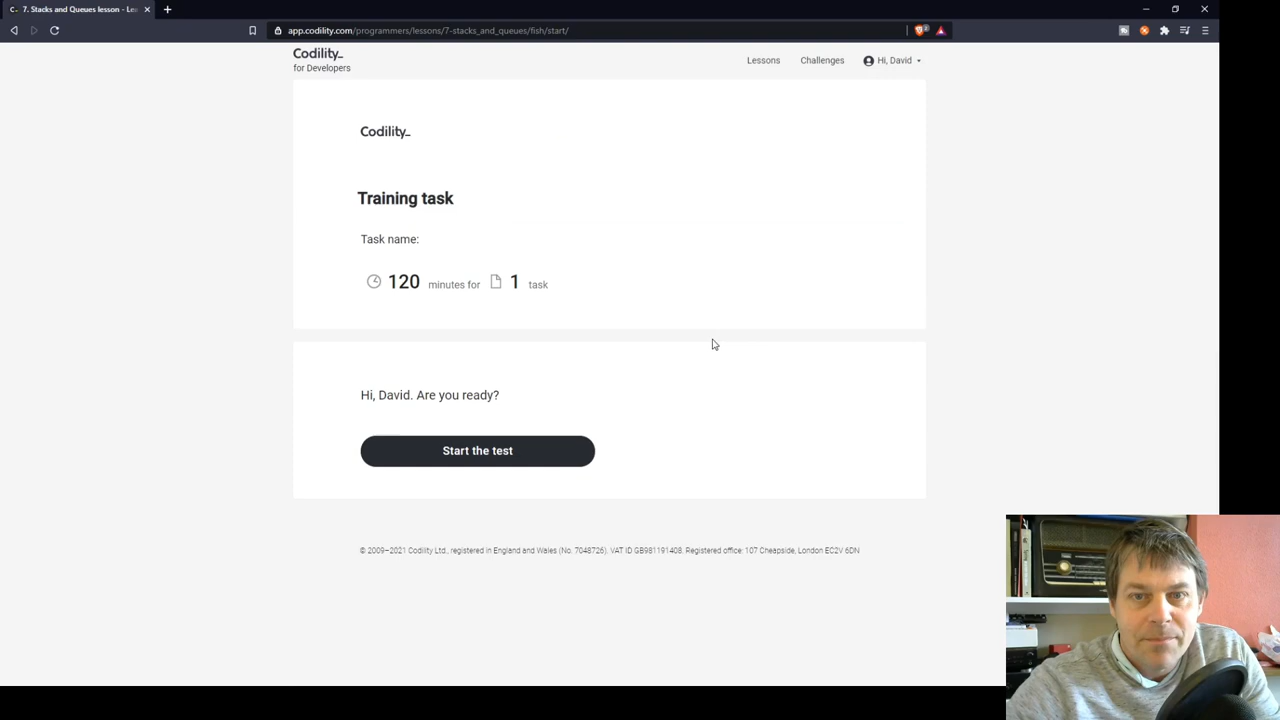 7. Stacks and Queues lesson - Le
app.codility.com/programmers/lessons/7-stacks_and_queues/fish/start/
2
Codility_
for Developers
Lessons
Challenges
Hi, David
Codility_
Training task
Task name:
120 minutes for 1 task
Hi, David. Are you ready?
Start the test
© 2009–2021 Codility Ltd., registered in England and Wales (No. 7048726). VAT ID GB981191408. Registered office: 107 Cheapside, London EC2V 6DN